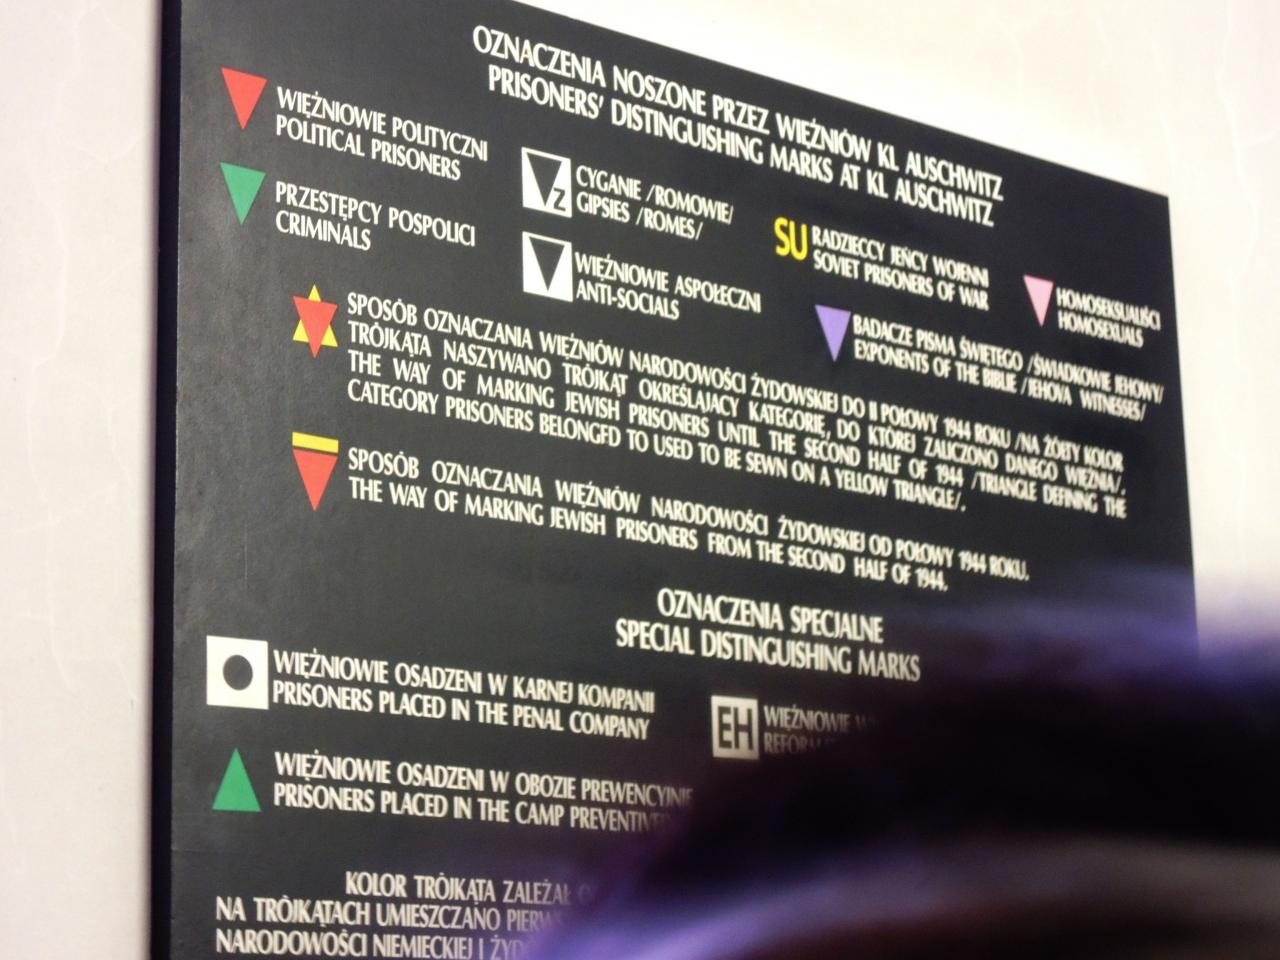 OZNACZENIA NOSZONE PRZEZ WIĘŹNIÓW KL AUSCHWITZ
PRISONERS' DISTINGUISHING MARKS AT KL AUSCHWITZ
WIĘŹNIOWIE POLITYCZNI
POLITICAL PRISONERS
PRZESTĘPCY POSPOLICI
CRIMINALS
Z
CYGANIE /ROMOWIE/
GIPSIES /ROMES/
WIĘŹNIOWIE ASPOŁECZNI
ANTI-SOCIALS
SU
RADZIECCY JEŃCY WOJENNI
SOVIET PRISONERS OF WAR
HOMOSEKSUALIŚCI
HOMOSEXUALS
BADACZE PISMA ŚWIĘTEGO /ŚWIADKOWIE JEHOWY/
EXPONENTS OF THE BIBLE /JEHOVA WITNESSES/
SPOSÓB OZNACZANIA WIĘŹNIÓW NARODOWOŚCI ŻYDOWSKIEJ DO II POŁOWY 1944 ROKU /NA ŻÓŁTY KOLOR
TRÓJKĄTA NASZYWANO TRÓJKĄT OKREŚLAJĄCY KATEGORIĘ, DO KTÓREJ ZALICZONO DANEGO WIĘŹNIA/.
THE WAY OF MARKING JEWISH PRISONERS UNTIL THE SECOND HALF OF 1944 /TRIANGLE DEFINING THE
CATEGORY PRISONERS BELONGFD TO USED TO BE SEWN ON A YELLOW TRIANGLE/.
SPOSÓB OZNACZANIA WIĘŹNIÓW NARODOWOŚCI ŻYDOWSKIEJ OD POŁOWY 1944 ROKU.
THE WAY OF MARKING JEWISH PRISONERS FROM THE SECOND HALF OF 1944.
OZNACZENIA SPECJALNE
SPECIAL DISTINGUISHING MARKS
WIĘŹNIOWIE OSADZENI W KARNEJ KOMPANII
PRISONERS PLACED IN THE PENAL COMPANY
EH
WIĘŹNIOWIE
WIĘŹNIOWIE OSADZENI W OBOZIE PREWENCYJNE
PRISONERS PLACED IN THE CAMP PREVENTIVE
KOLOR TRÓJKĄTA ZALEŻAŁ
NA TRÓJKĄTACH UMIESZCZANO PIERWS
NARODOWOŚCI NIEMIECKIEJ I ŻYD